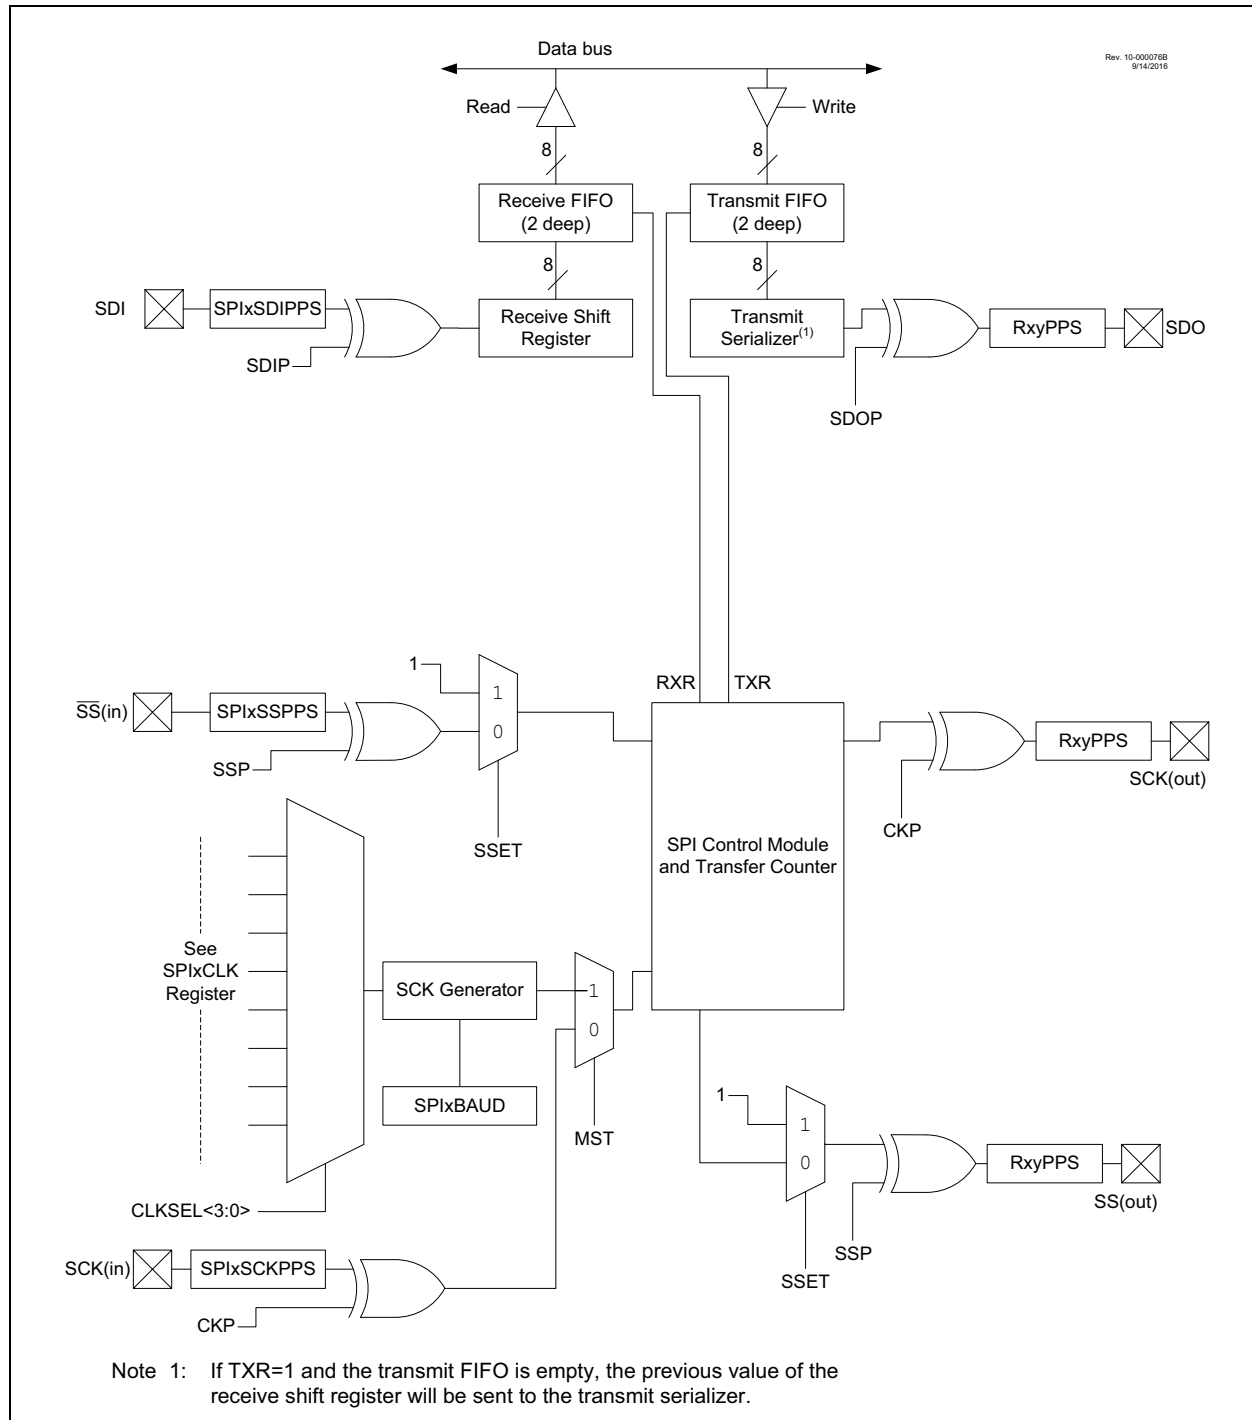 Data bus
Rev. 10-000076B
9/14/2016
Read
Write
8
8
Receive FIFO
(2 deep)
Transmit FIFO
(2 deep)
8
8
SDI
SPIxSDIPPS
SDIP
Receive Shift
Register
Transmit
Serializer(1)
SDOP
RxyPPS
SDO
RXR
TXR
1
1
0
SS(in)
SPIxSSPPS
SSP
SSET
SPI Control Module
and Transfer Counter
RxyPPS
SCK(out)
CKP
See
SPIxCLK
Register
SCK Generator
SPIxBAUD
1
0
MST
CLKSEL<3:0>
1
1
0
SSET
SSP
RxyPPS
SS(out)
SCK(in)
SPIxSCKPPS
CKP
Note 1: If TXR=1 and the transmit FIFO is empty, the previous value of the
receive shift register will be sent to the transmit serializer.